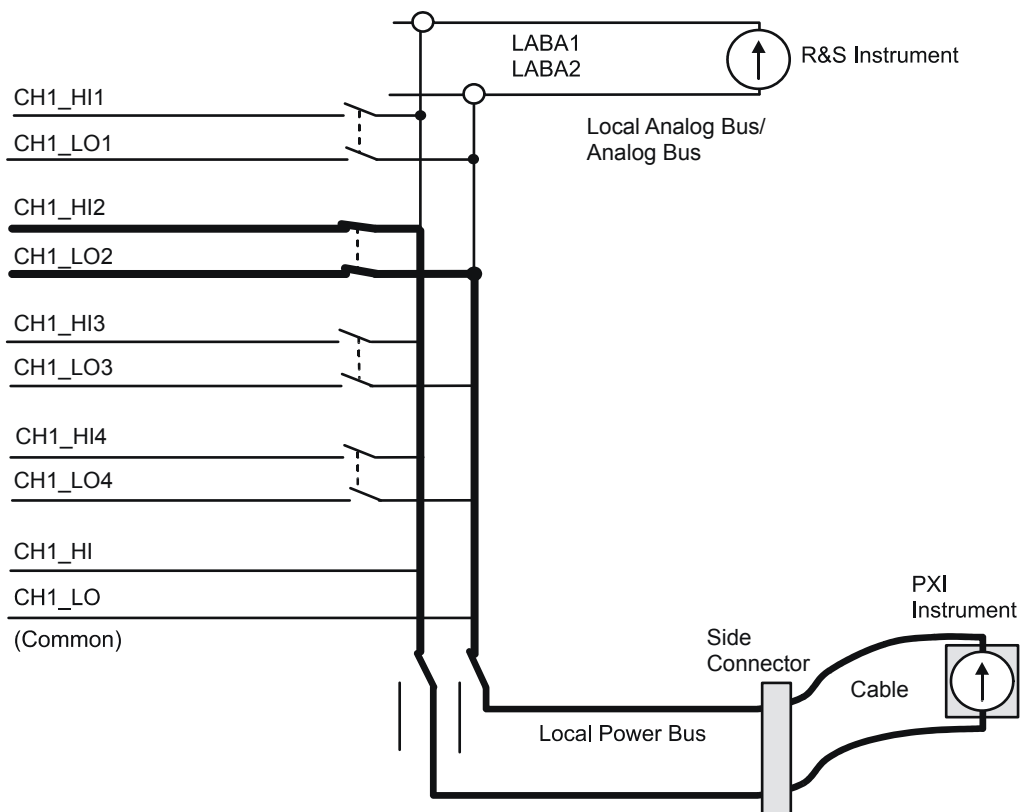 LABA1
LABA2
R&S Instrument
CH1_HI1
Local Analog Bus/
Analog Bus
CH1_LO1
CH1_HI2
CH1_LO2
CH1_HI3
CH1_LO3
CH1_HI4
CH1_LO4
CH1_HI
CH1_LO
(Common)
PXI
Instrument
Side
Connector
Cable
Local Power Bus